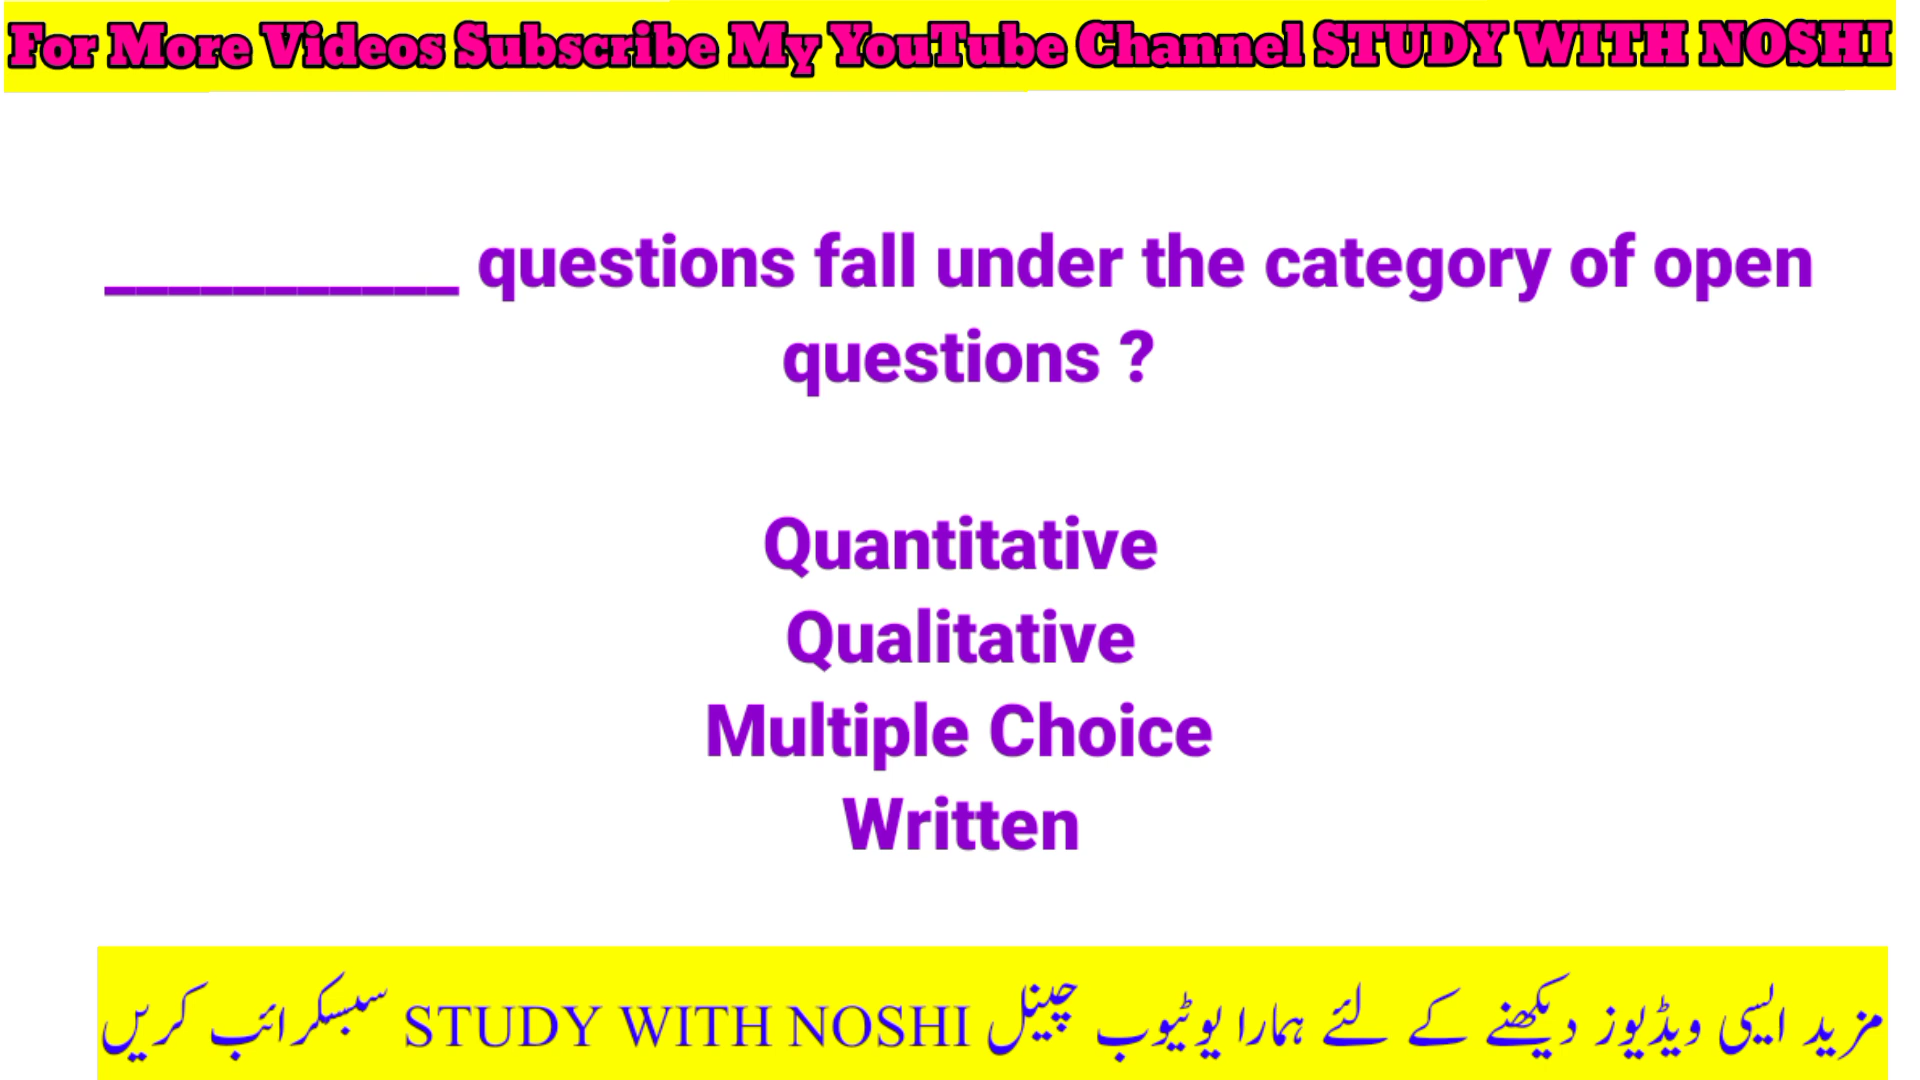 For More Videos Subscribe My YouTube Channel STUDY WITH NOSHI
___________ questions fall under the category of open
questions ?
Quantitative
Qualitative
Multiple Choice
Written
مزید ایسی ویڈیوز دیکھنے کے لئے ہمارا یوٹیوب چینل STUDY WITH NOSHI سبسکرائب کریں